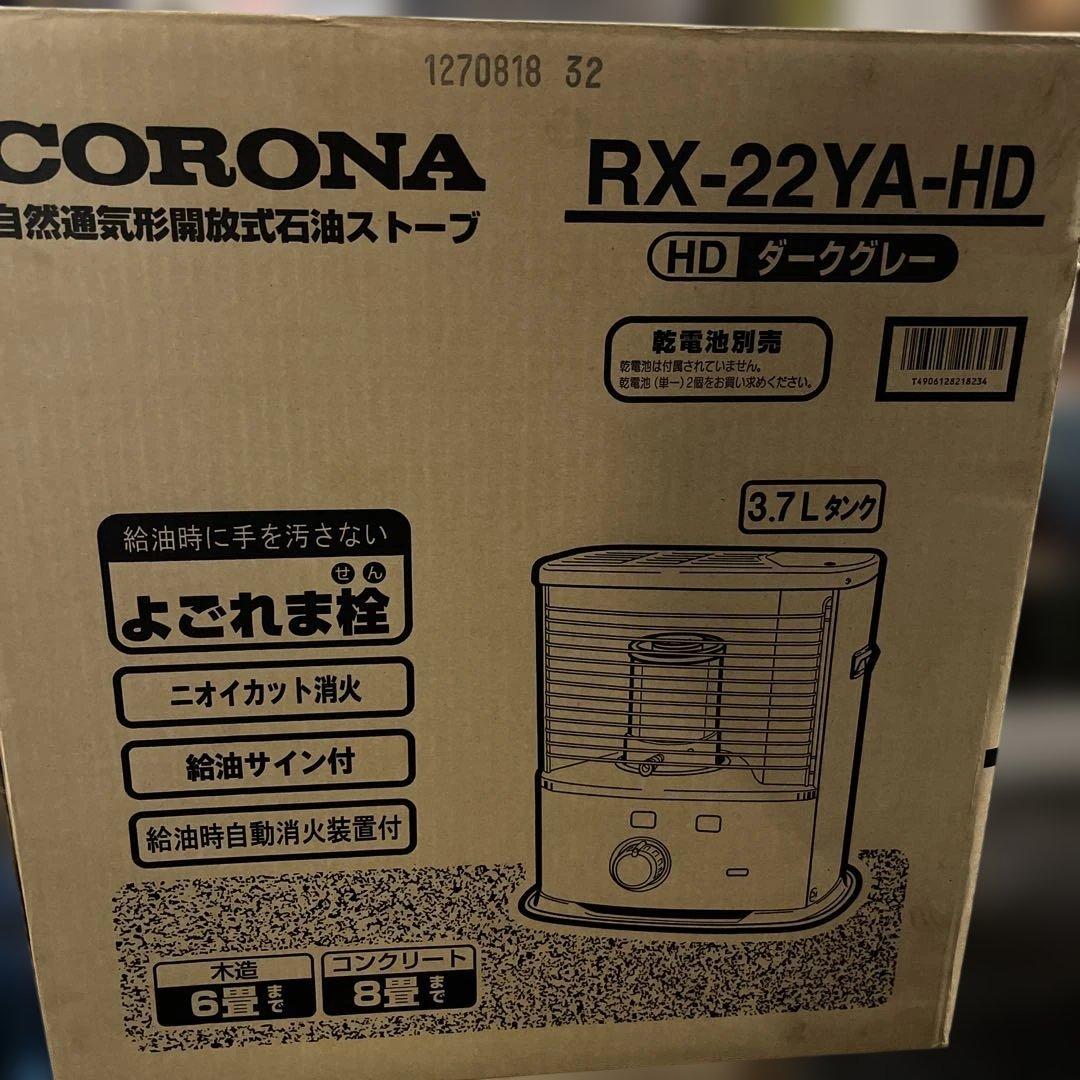 1270818 32
CORONA
自然通気形開放式石油ストーブ
RX-22YA-HD
HD ダークグレー
乾電池別売
乾電池は付属されていません。
乾電池(単一)2個をお買い求めください。
T4906128218234
3.7Lタンク
給油時に手を汚さない
せん
よごれま栓
ニオイカット消火
給油サイン付
給油時自動消火装置付
木造
6畳まで
コンクリート
8畳まで